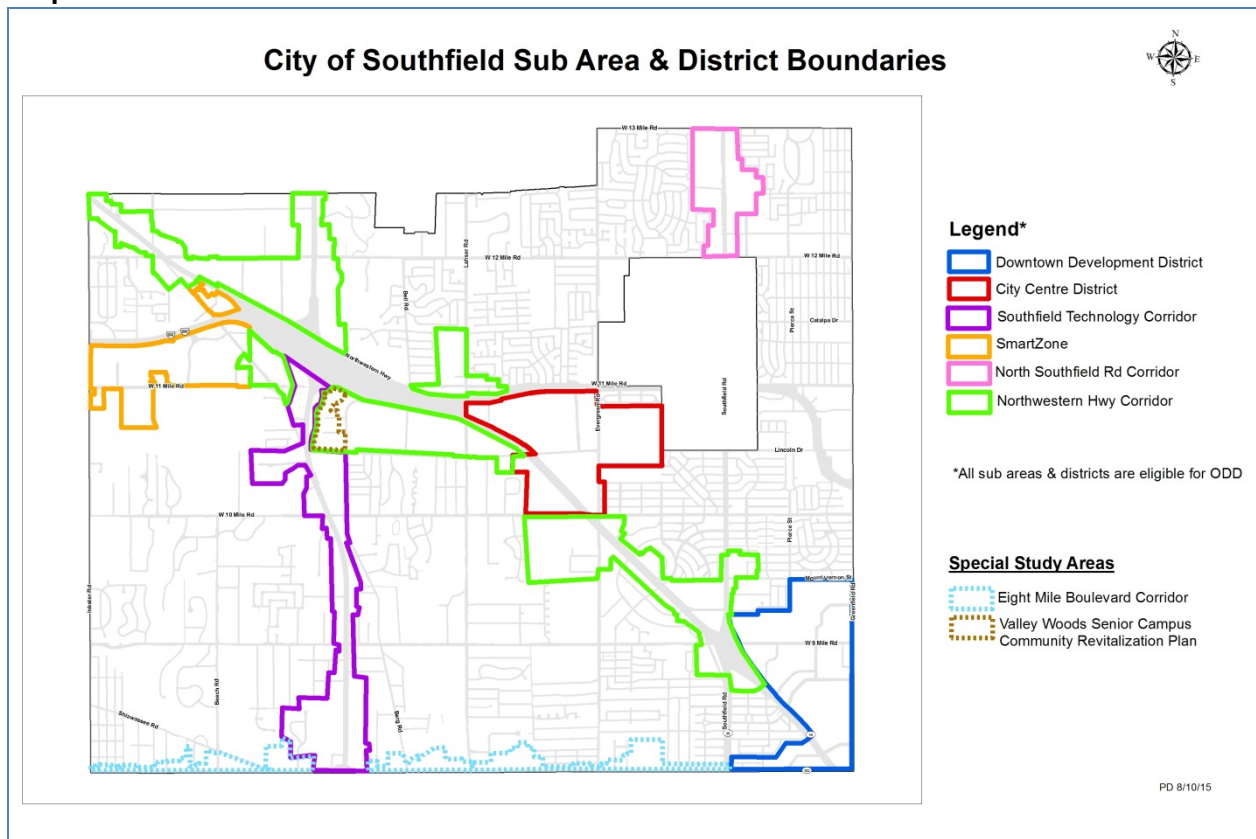 City of Southfield Sub Area & District Boundaries
N
W E
S
W 13 Mile Rd
Lahser Rd
W 12 Mile Rd
W 12 Mile Rd
Bell Rd
Pierce St
Catalpa Dr
Northwestern Hwy
W 11 Mile Rd
W 11 Mile Rd
Evergreen Rd
Southfield Rd
Lincoln Dr
W 10 Mile Rd
W 10 Mile Rd
Pierce St
Mount Vernon St
Inkster Rd
Greenfield Rd
W 9 Mile Rd
Beech Rd
Shiawassee Rd
Berg Rd
Southfield Rd
Legend*
Downtown Development District
City Centre District
Southfield Technology Corridor
SmartZone
North Southfield Rd Corridor
Northwestern Hwy Corridor
*All sub areas & districts are eligible for ODD
Special Study Areas
Eight Mile Boulevard Corridor
Valley Woods Senior Campus
Community Revitalization Plan
PD 8/10/15